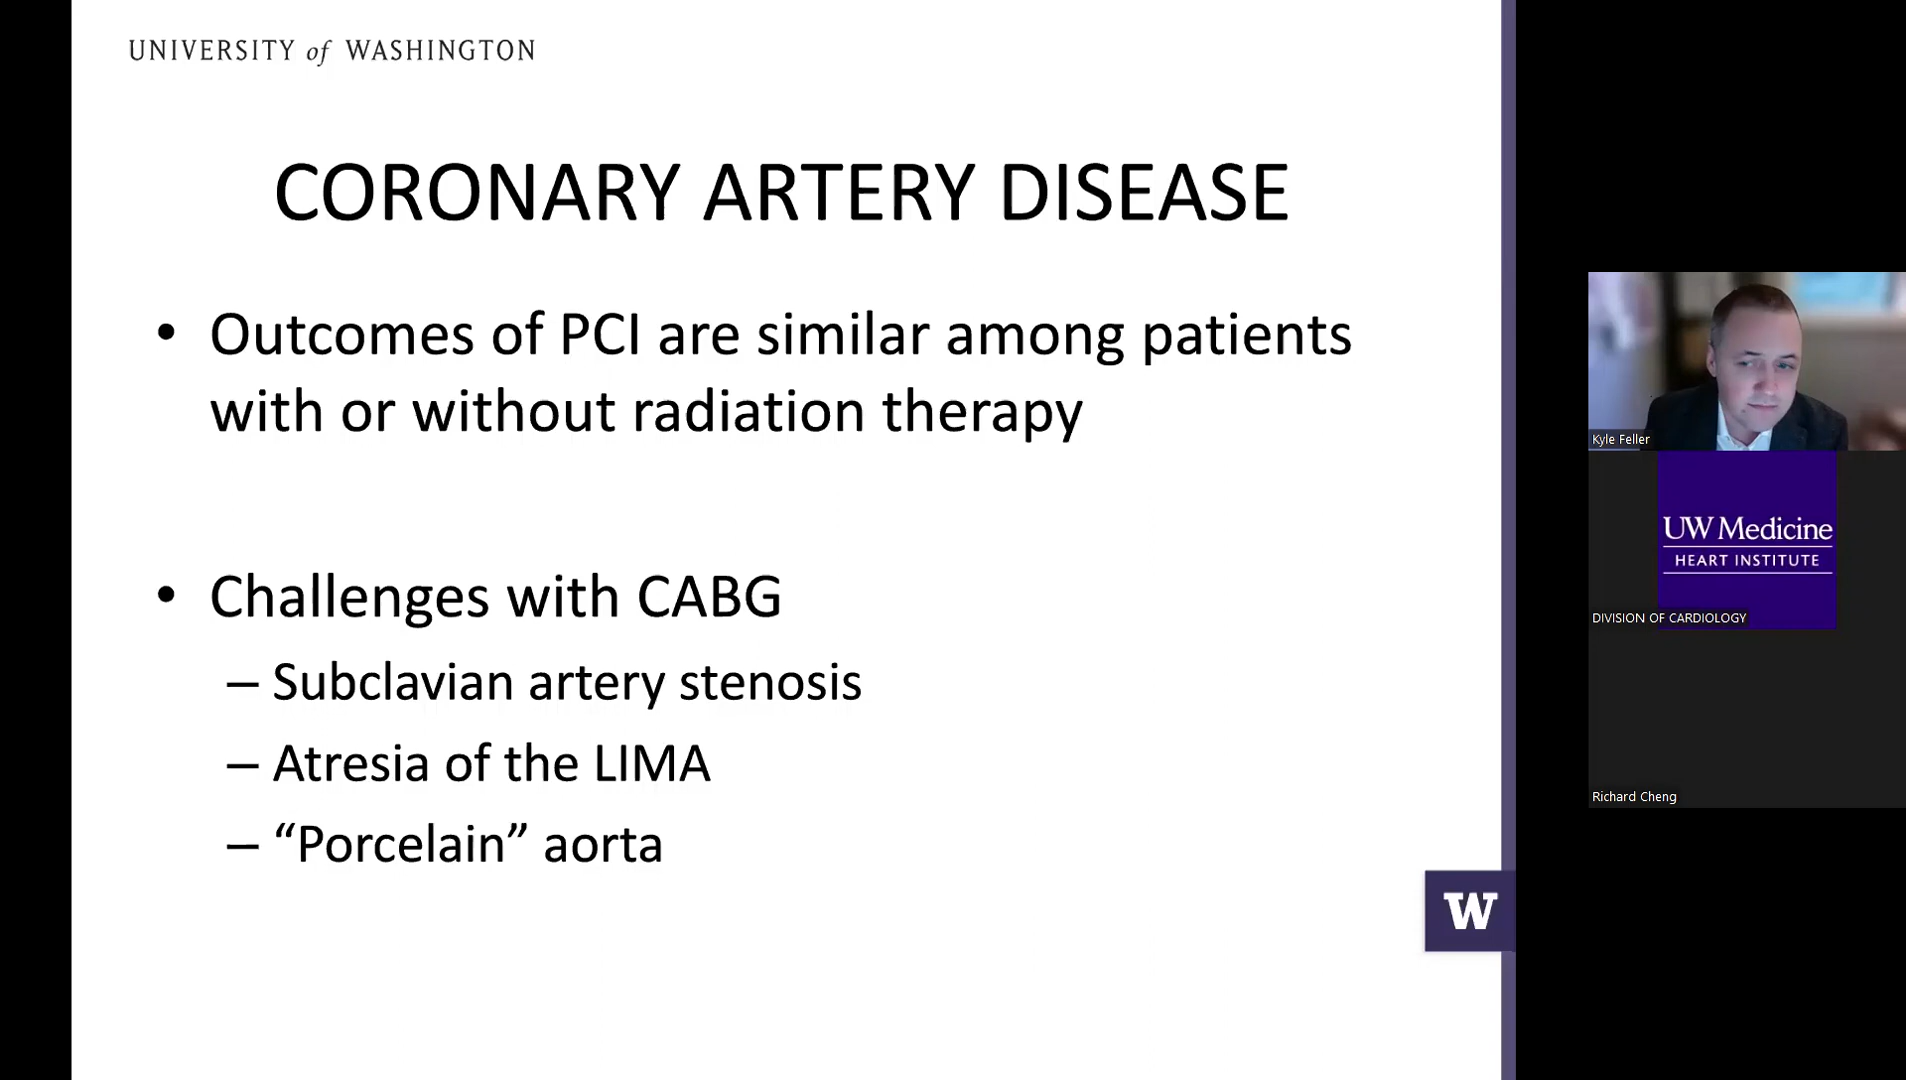 UNIVERSITY of WASHINGTON
CORONARY ARTERY DISEASE
• Outcomes of PCI are similar among patients
with or without radiation therapy
• Challenges with CABG
– Subclavian artery stenosis
– Atresia of the LIMA
– “Porcelain” aorta
W
Kyle Feller
UW Medicine
HEART INSTITUTE
DIVISION OF CARDIOLOGY
Richard Cheng